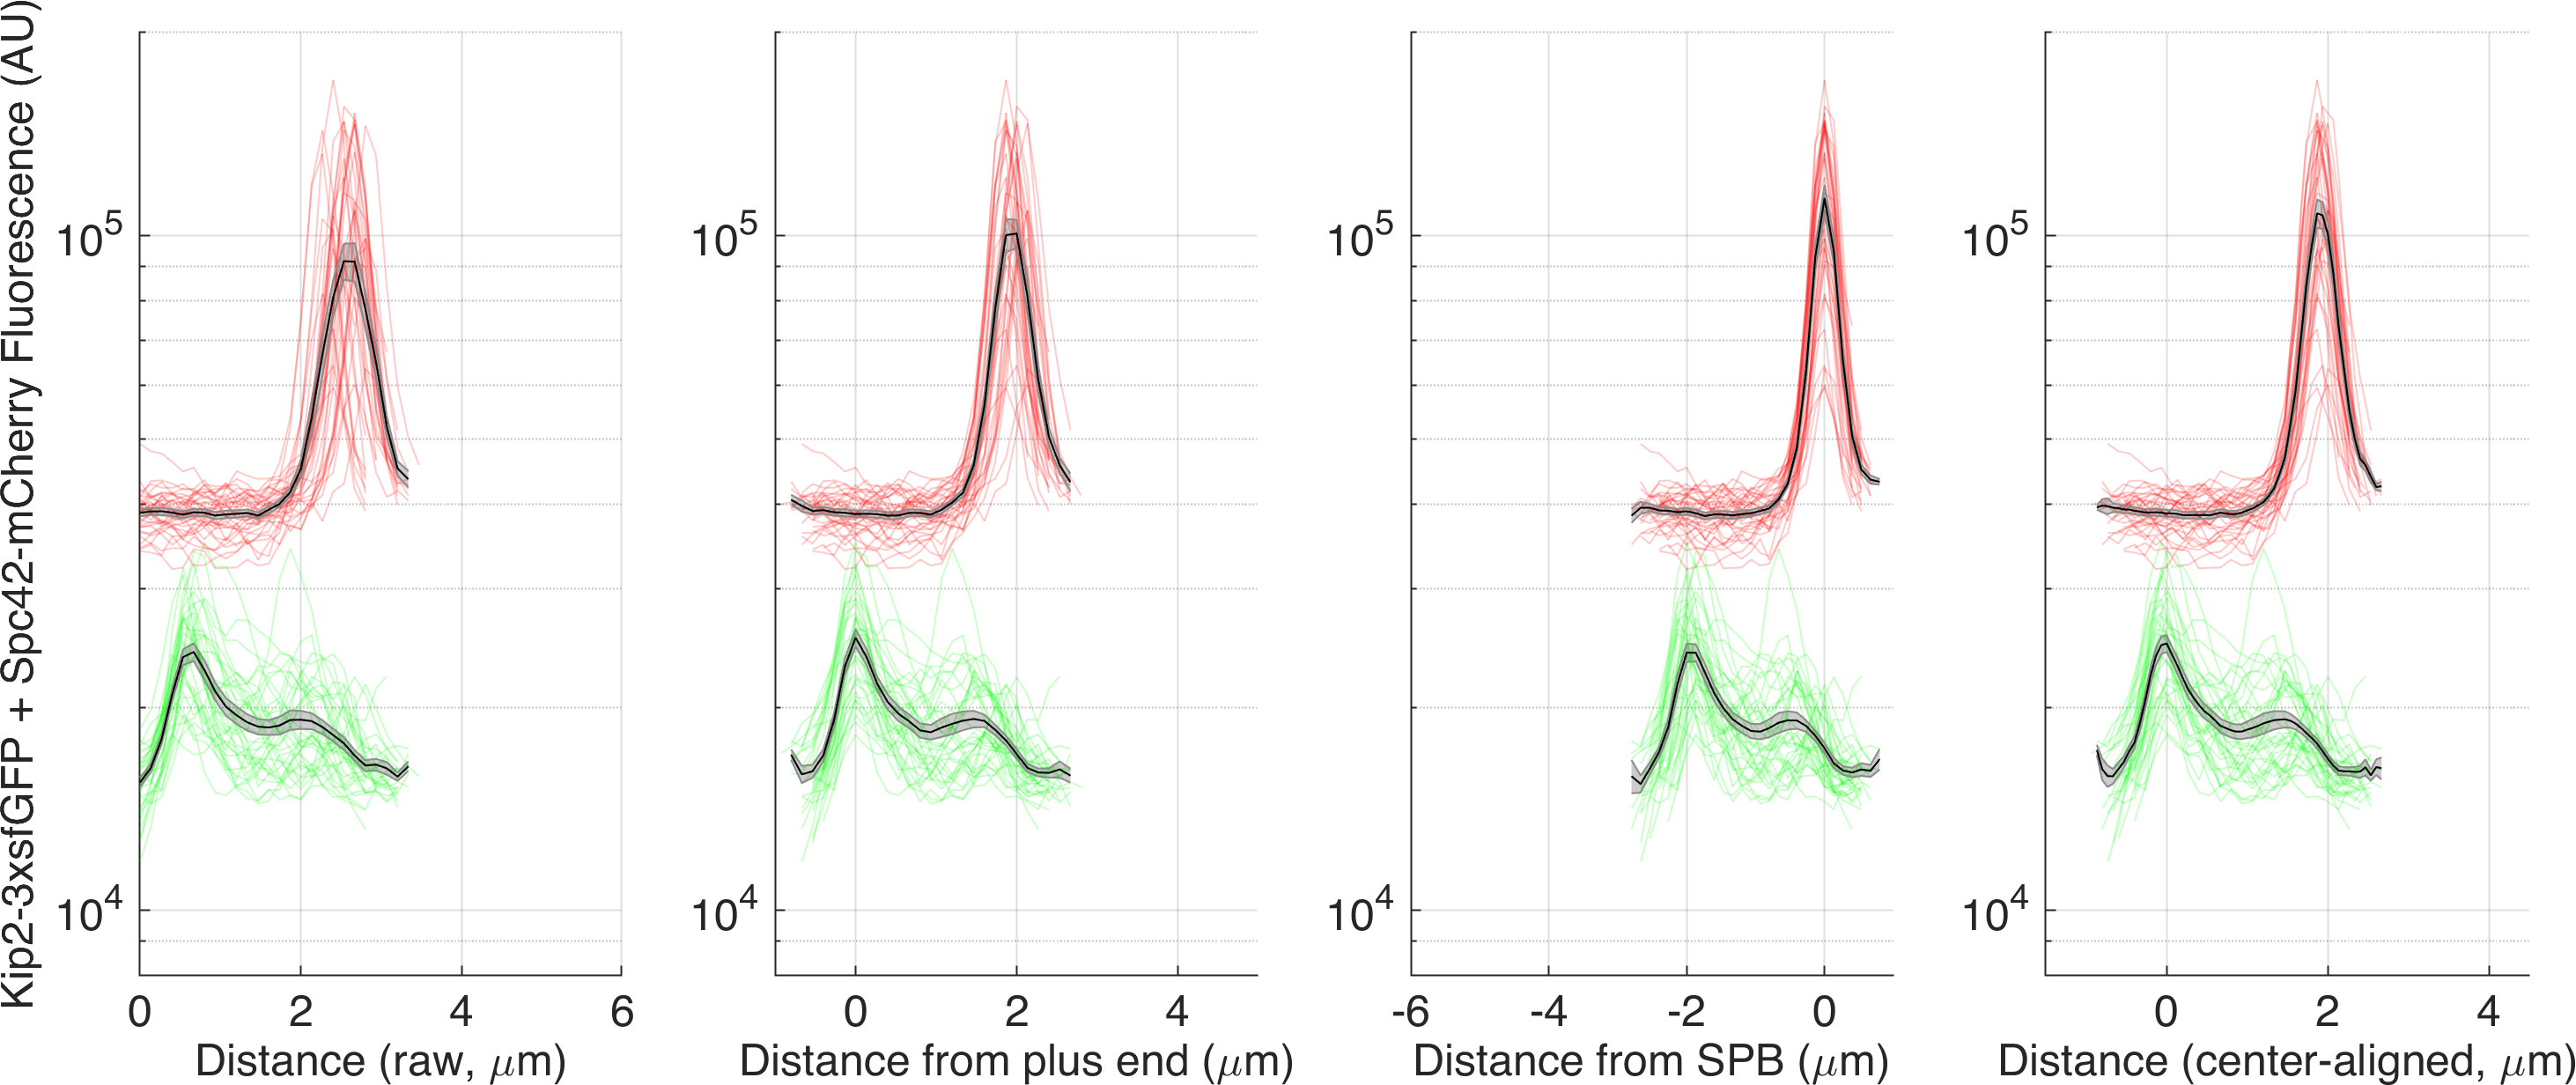 Kip2-3xsfGFP + Spc42-mCherry Fluorescence (AU)
10^5
10^4
0 2 4 6
Distance (raw, μm)
10^5
10^4
0 2 4
Distance from plus end (μm)
10^5
10^4
-6 -4 -2 0
Distance from SPB (μm)
10^5
10^4
0 2 4
Distance (center-aligned, μm)